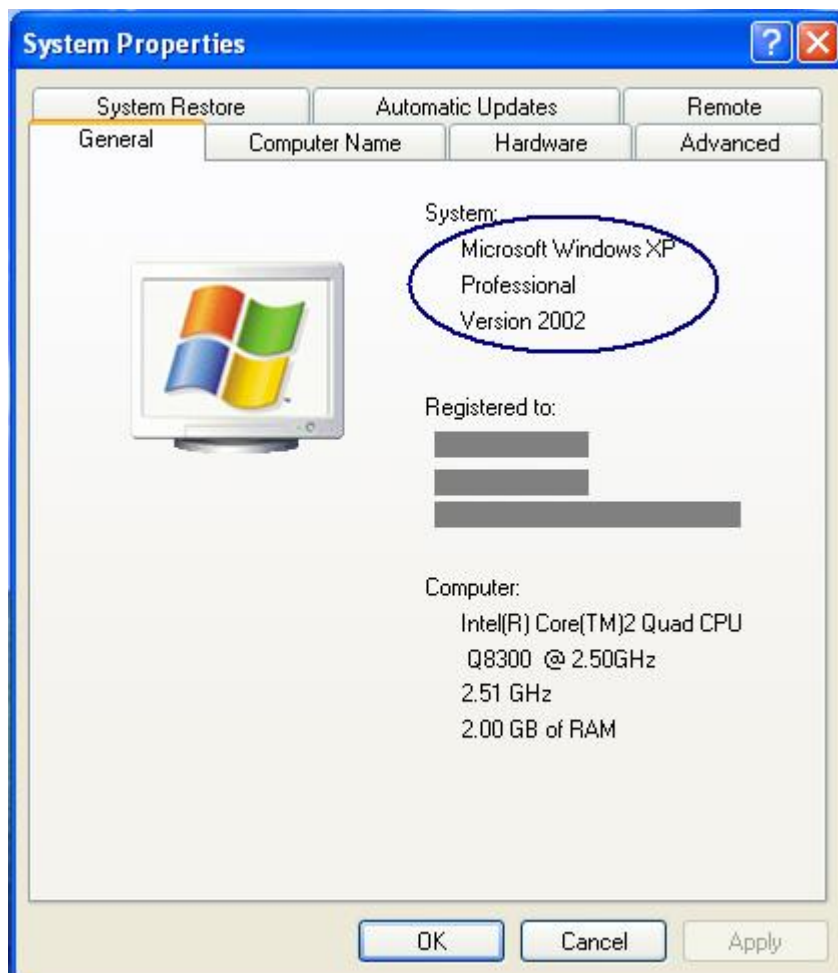 System Properties
System Restore
Automatic Updates
Remote
General
Computer Name
Hardware
Advanced
System:
Microsoft Windows XP
Professional
Version 2002
Registered to:
Computer:
Intel(R) Core(TM)2 Quad CPU
Q8300 @ 2.50GHz
2.51 GHz
2.00 GB of RAM
OK
Cancel
Apply